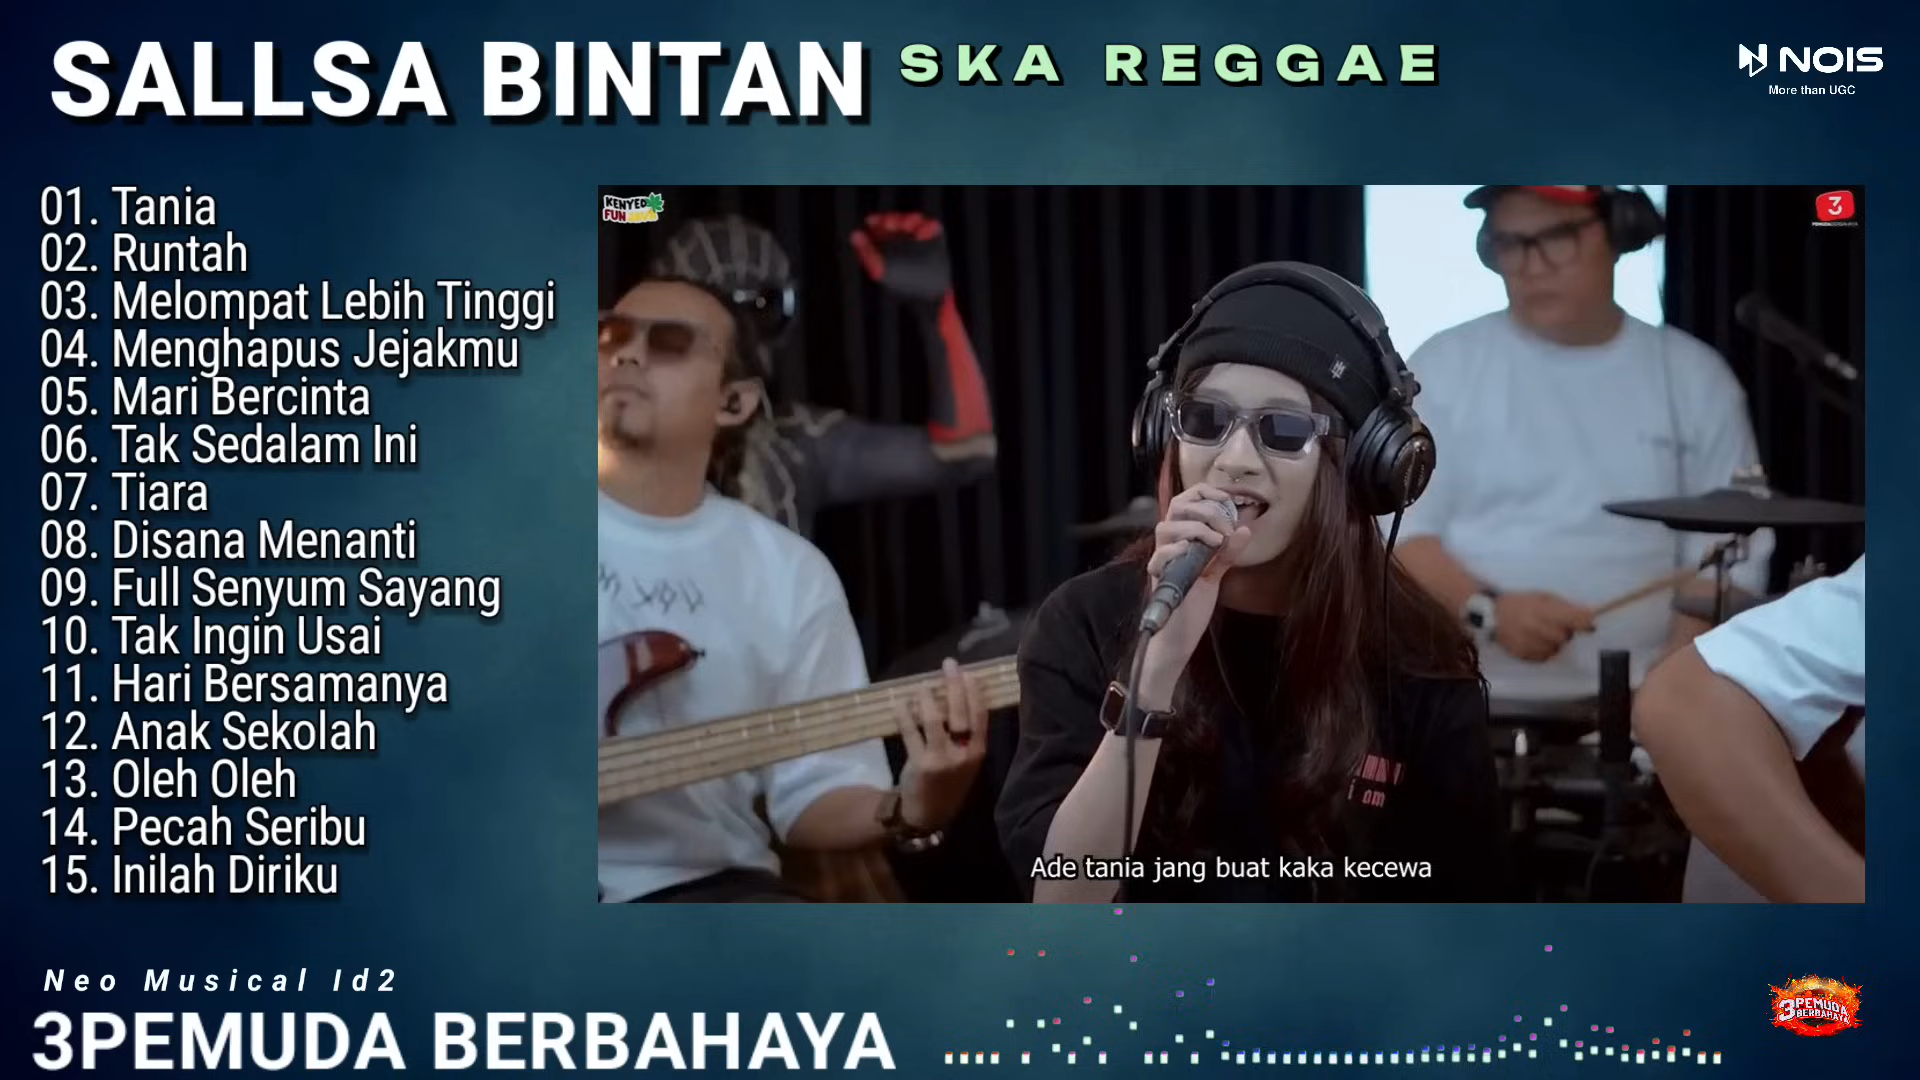 SALLSA BINTAN
SKA REGGAE
NOIS
More than UGC
01. Tania
02. Runtah
03. Melompat Lebih Tinggi
04. Menghapus Jejakmu
05. Mari Bercinta
06. Tak Sedalam Ini
07. Tiara
08. Disana Menanti
09. Full Senyum Sayang
10. Tak Ingin Usai
11. Hari Bersamanya
12. Anak Sekolah
13. Oleh Oleh
14. Pecah Seribu
15. Inilah Diriku
KENYED
FUN
3
am
Ade tania jang buat kaka kecewa
Neo Musical Id2
3PEMUDA BERBAHAYA
3PEMUDA
BERBAHAYA